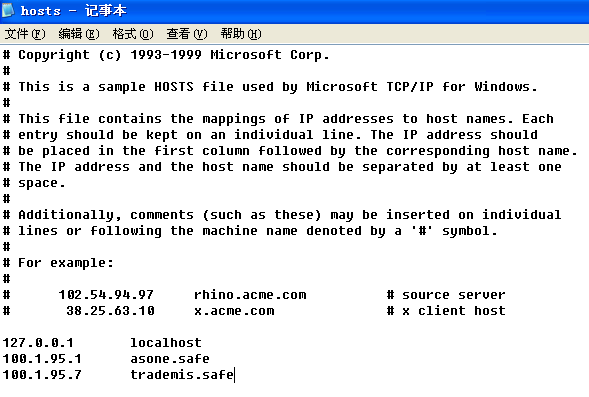 hosts - 记事本
文件(F) 编辑(E) 格式(O) 查看(V) 帮助(H)
# Copyright (c) 1993-1999 Microsoft Corp.
#
# This is a sample HOSTS file used by Microsoft TCP/IP for Windows.
#
# This file contains the mappings of IP addresses to host names. Each
# entry should be kept on an individual line. The IP address should
# be placed in the first column followed by the corresponding host name.
# The IP address and the host name should be separated by at least one
# space.
#
# Additionally, comments (such as these) may be inserted on individual
# lines or following the machine name denoted by a '#' symbol.
#
# For example:
#
#      102.54.94.97     rhino.acme.com          # source server
#       38.25.63.10     x.acme.com              # x client host
127.0.0.1       localhost
100.1.95.1      asone.safe
100.1.95.7      trademis.safe